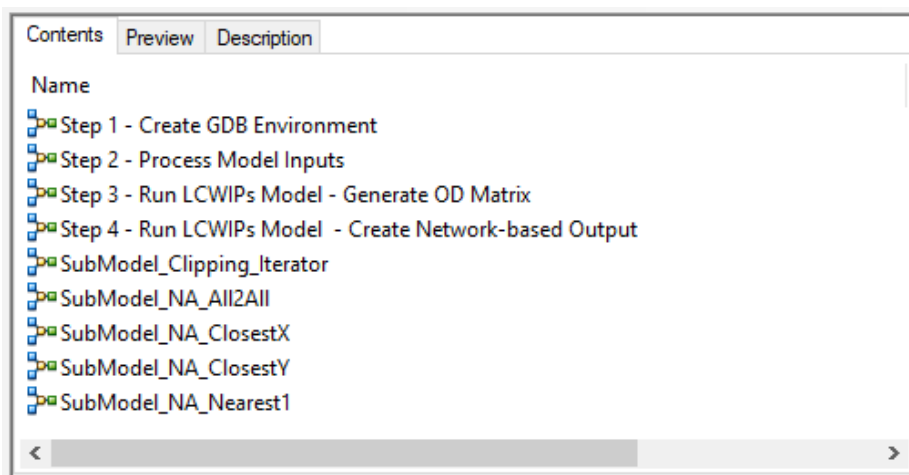 Contents Preview Description
Name
Step 1 - Create GDB Environment
Step 2 - Process Model Inputs
Step 3 - Run LCWIPs Model - Generate OD Matrix
Step 4 - Run LCWIPs Model  - Create Network-based Output
SubModel_Clipping_Iterator
SubModel_NA_All2All
SubModel_NA_ClosestX
SubModel_NA_ClosestY
SubModel_NA_Nearest1